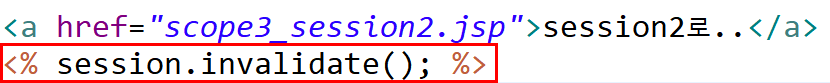 <a href="scope3_session2.jsp">session2로..</a>
<% session.invalidate(); %>